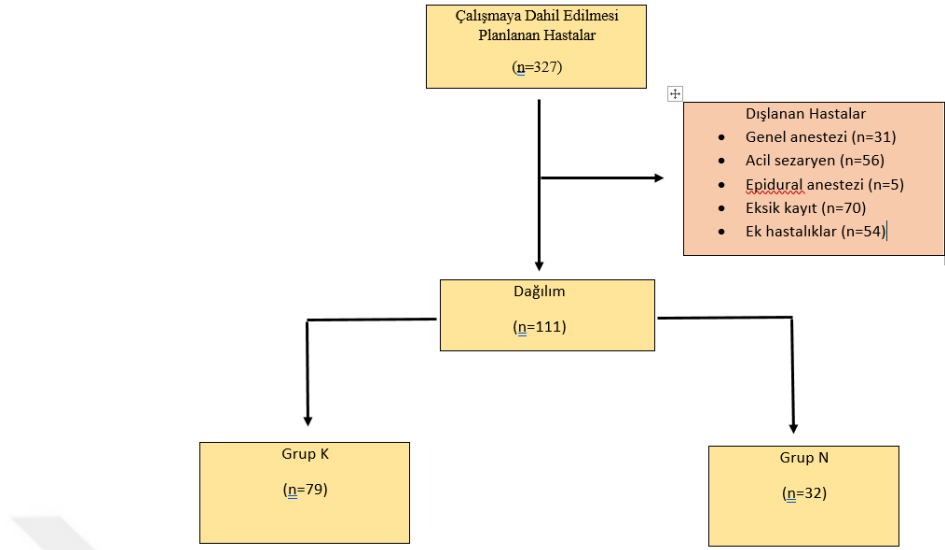 Çalışmaya Dahil Edilmesi
Planlanan Hastalar
(n=327)
Dışlanan Hastalar
• Genel anestezi (n=31)
• Acil sezaryen (n=56)
• Epidural anestezi (n=5)
• Eksik kayıt (n=70)
• Ek hastalıklar (n=54)
Dağılım
(n=111)
Grup K
(n=79)
Grup N
(n=32)